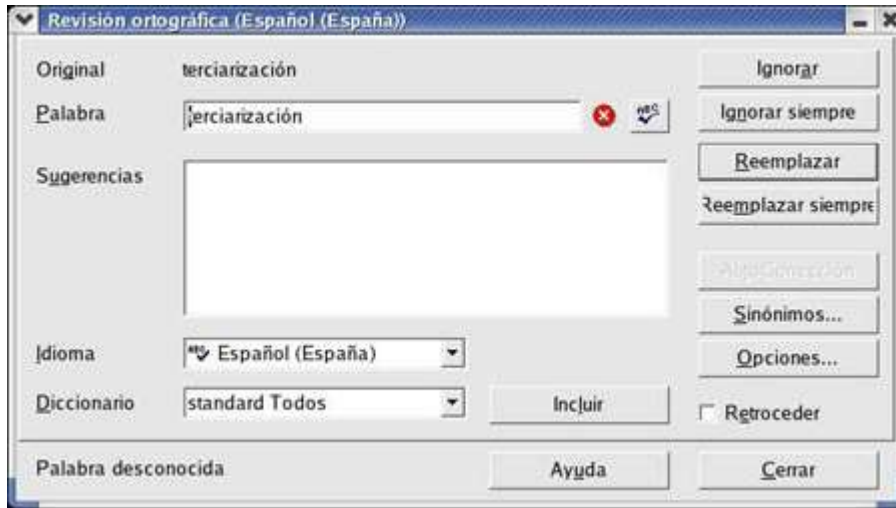 Revisión ortográfica (Español (España))
Original terciarización Ignorar
Palabra terciarización Ignorar siempre
Sugerencias Reemplazar
Reemplazar siempre
AutoCorrección
Sinónimos...
Idioma Español (España) Opciones...
Diccionario standard Todos Incluir Retroceder
Palabra desconocida Ayuda Cerrar